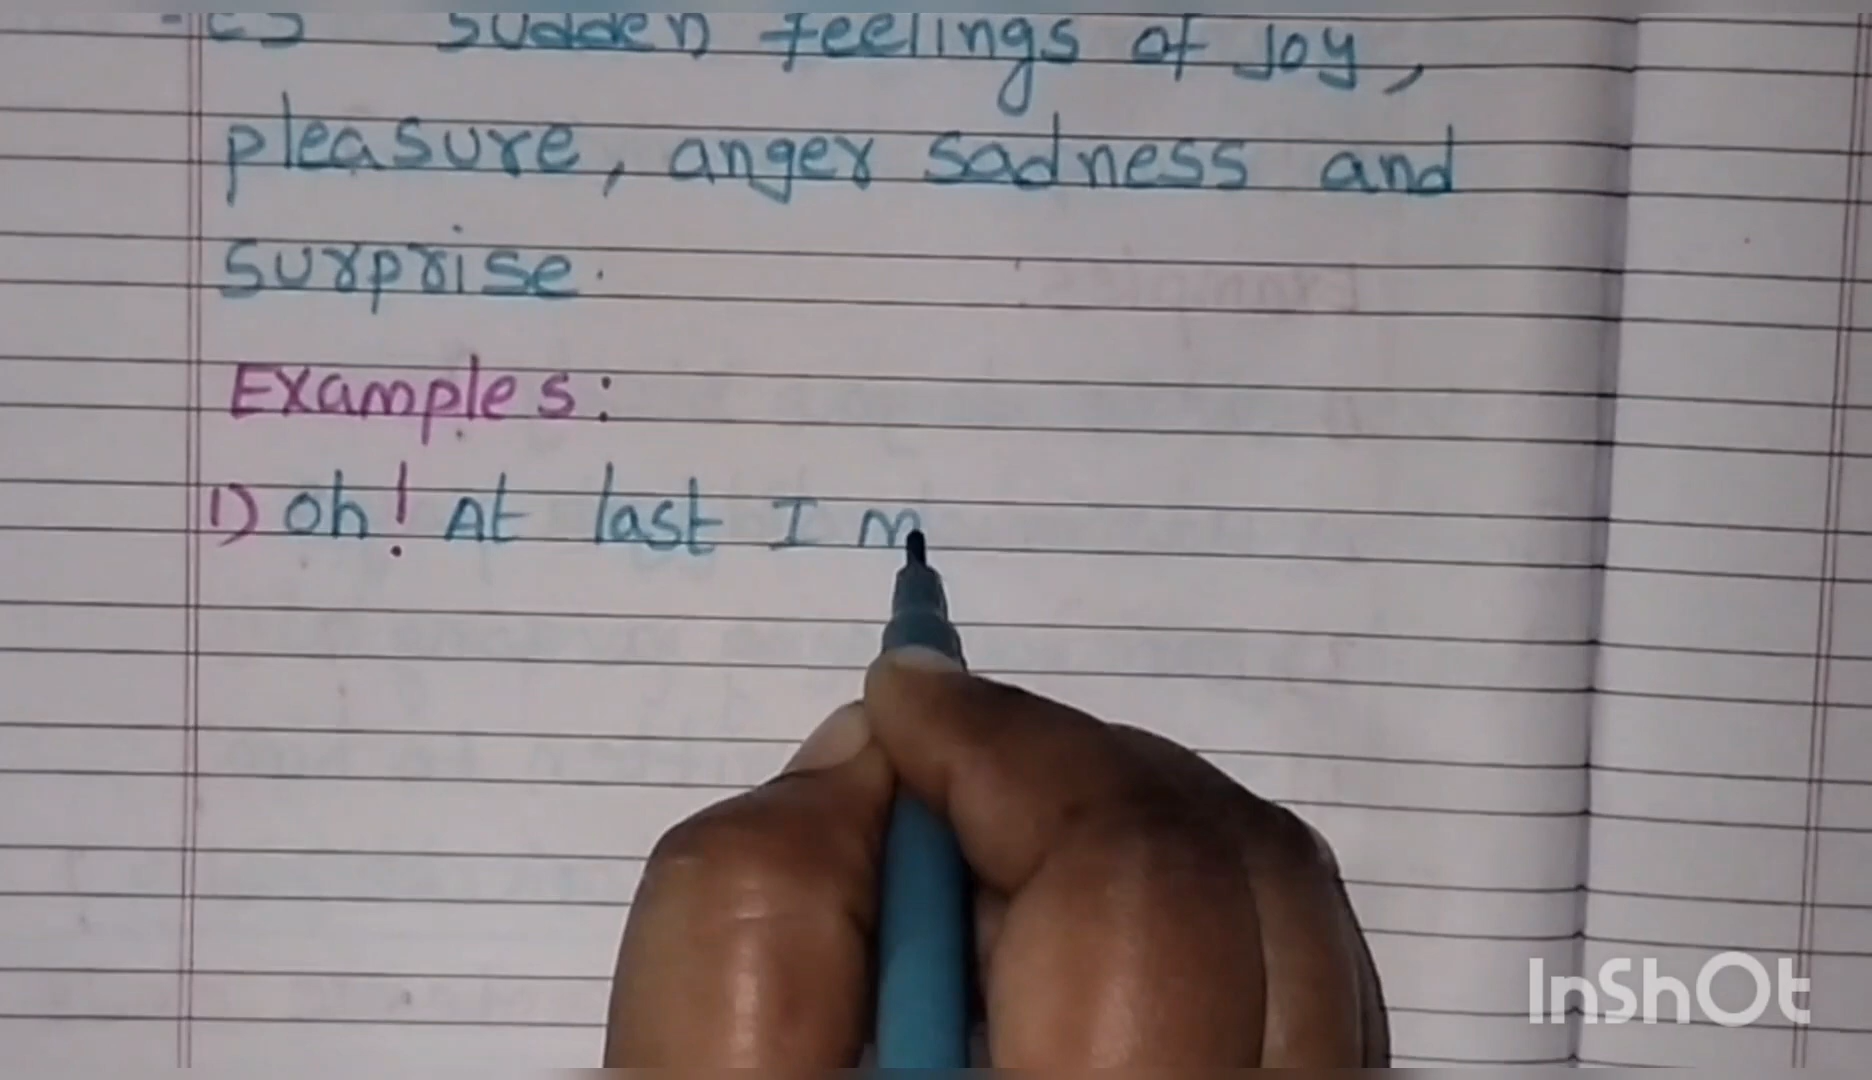 sudden feelings of Joy,
pleasure, anger sadness and
surprise.
Examples:
1) Oh! At last I m
InShOt